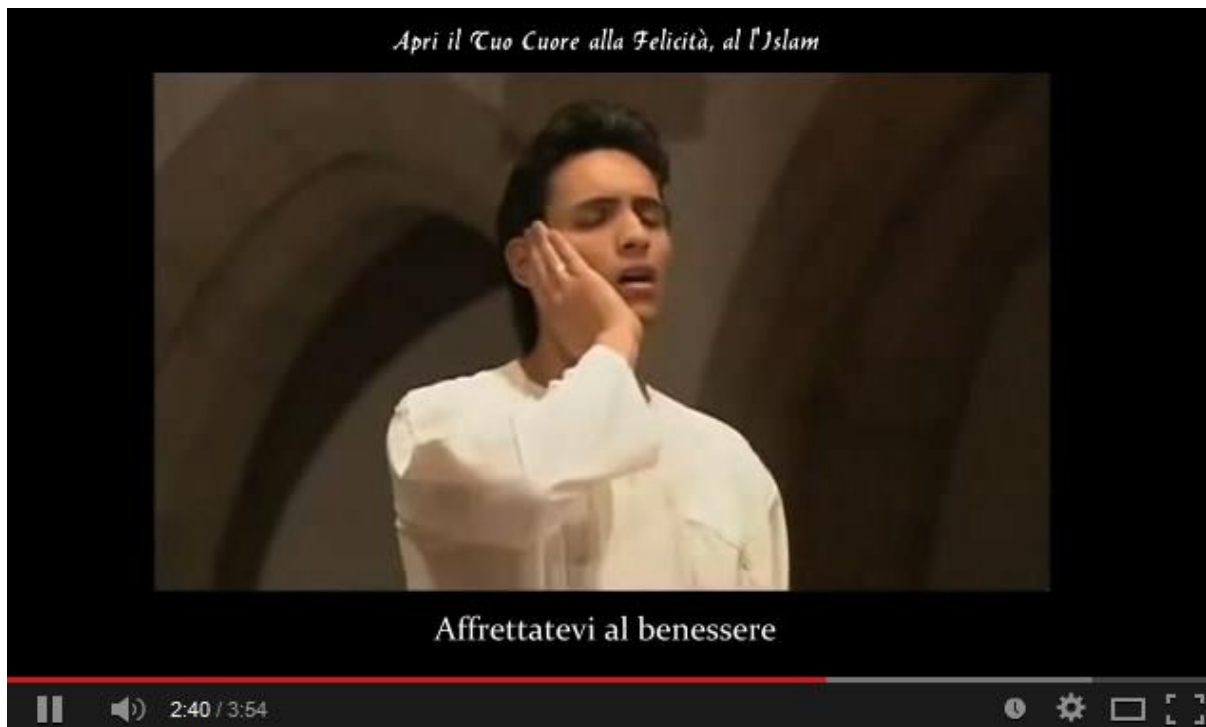 Apri il Tuo Cuore alla Felicità, al l'Islam
Affrettatevi al benessere
2:40 / 3:54